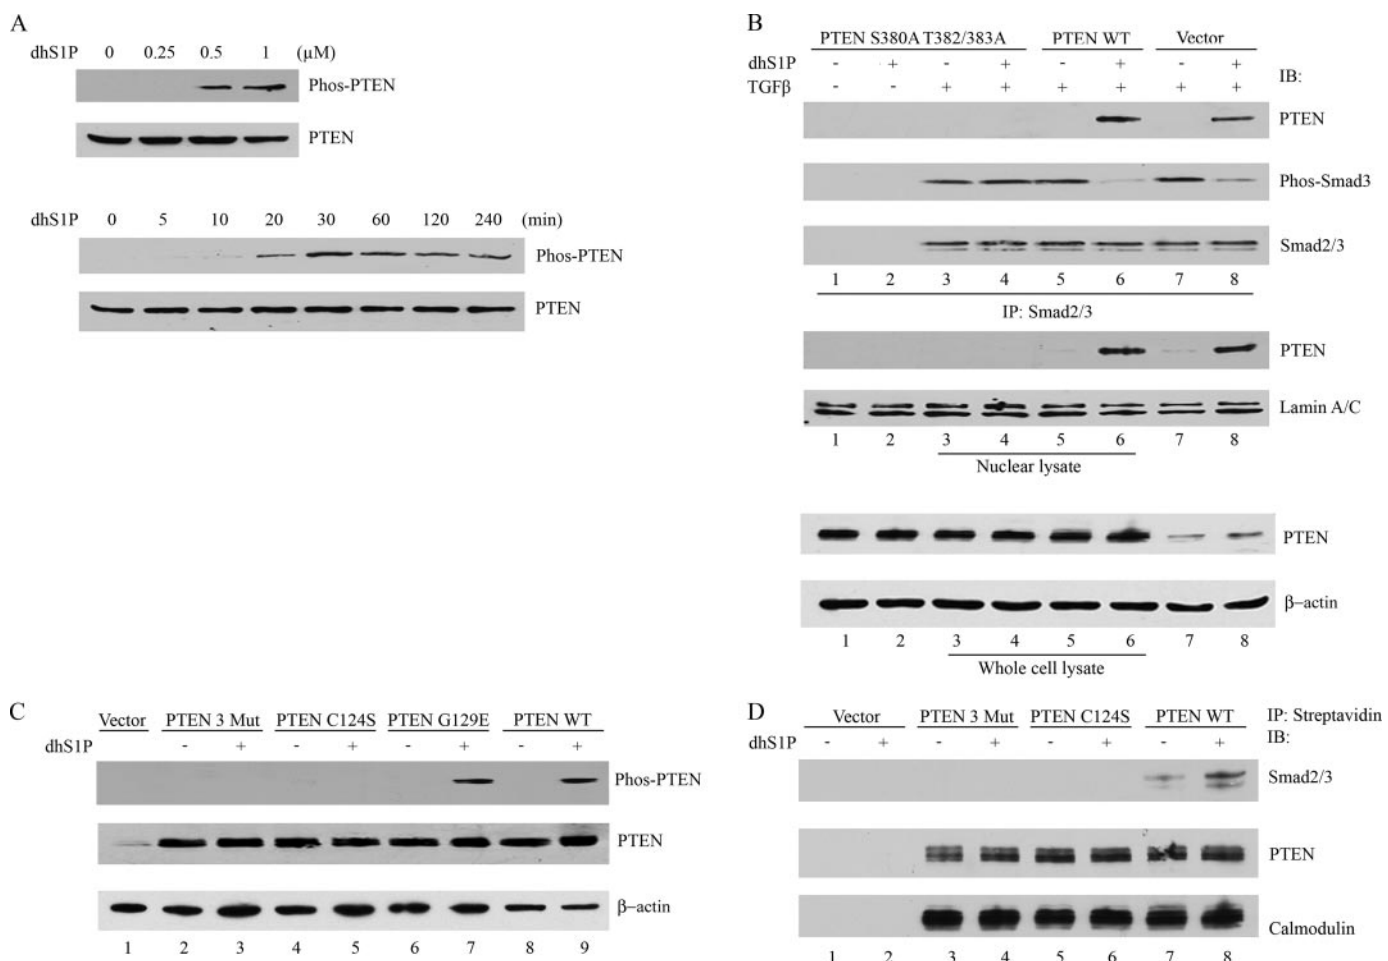 A
dhS1P 0 0.25 0.5 1 (µM)
Phos-PTEN
PTEN
dhS1P 0 5 10 20 30 60 120 240 (min)
Phos-PTEN
PTEN
B
PTEN S380A T382/383A PTEN WT Vector
dhS1P - + - + - + - +
IB:
TGFβ - - + + + + + +
PTEN
Phos-Smad3
Smad2/3
1 2 3 4 5 6 7 8
IP: Smad2/3
PTEN
Lamin A/C
1 2 3 4 5 6 7 8
Nuclear lysate
PTEN
β-actin
1 2 3 4 5 6 7 8
Whole cell lysate
C
Vector PTEN 3 Mut PTEN C124S PTEN G129E PTEN WT
dhS1P - + - + - + - +
Phos-PTEN
PTEN
β-actin
1 2 3 4 5 6 7 8 9
D
Vector PTEN 3 Mut PTEN C124S PTEN WT IP: Streptavidin
dhS1P - + - + - + - + IB:
Smad2/3
PTEN
Calmodulin
1 2 3 4 5 6 7 8